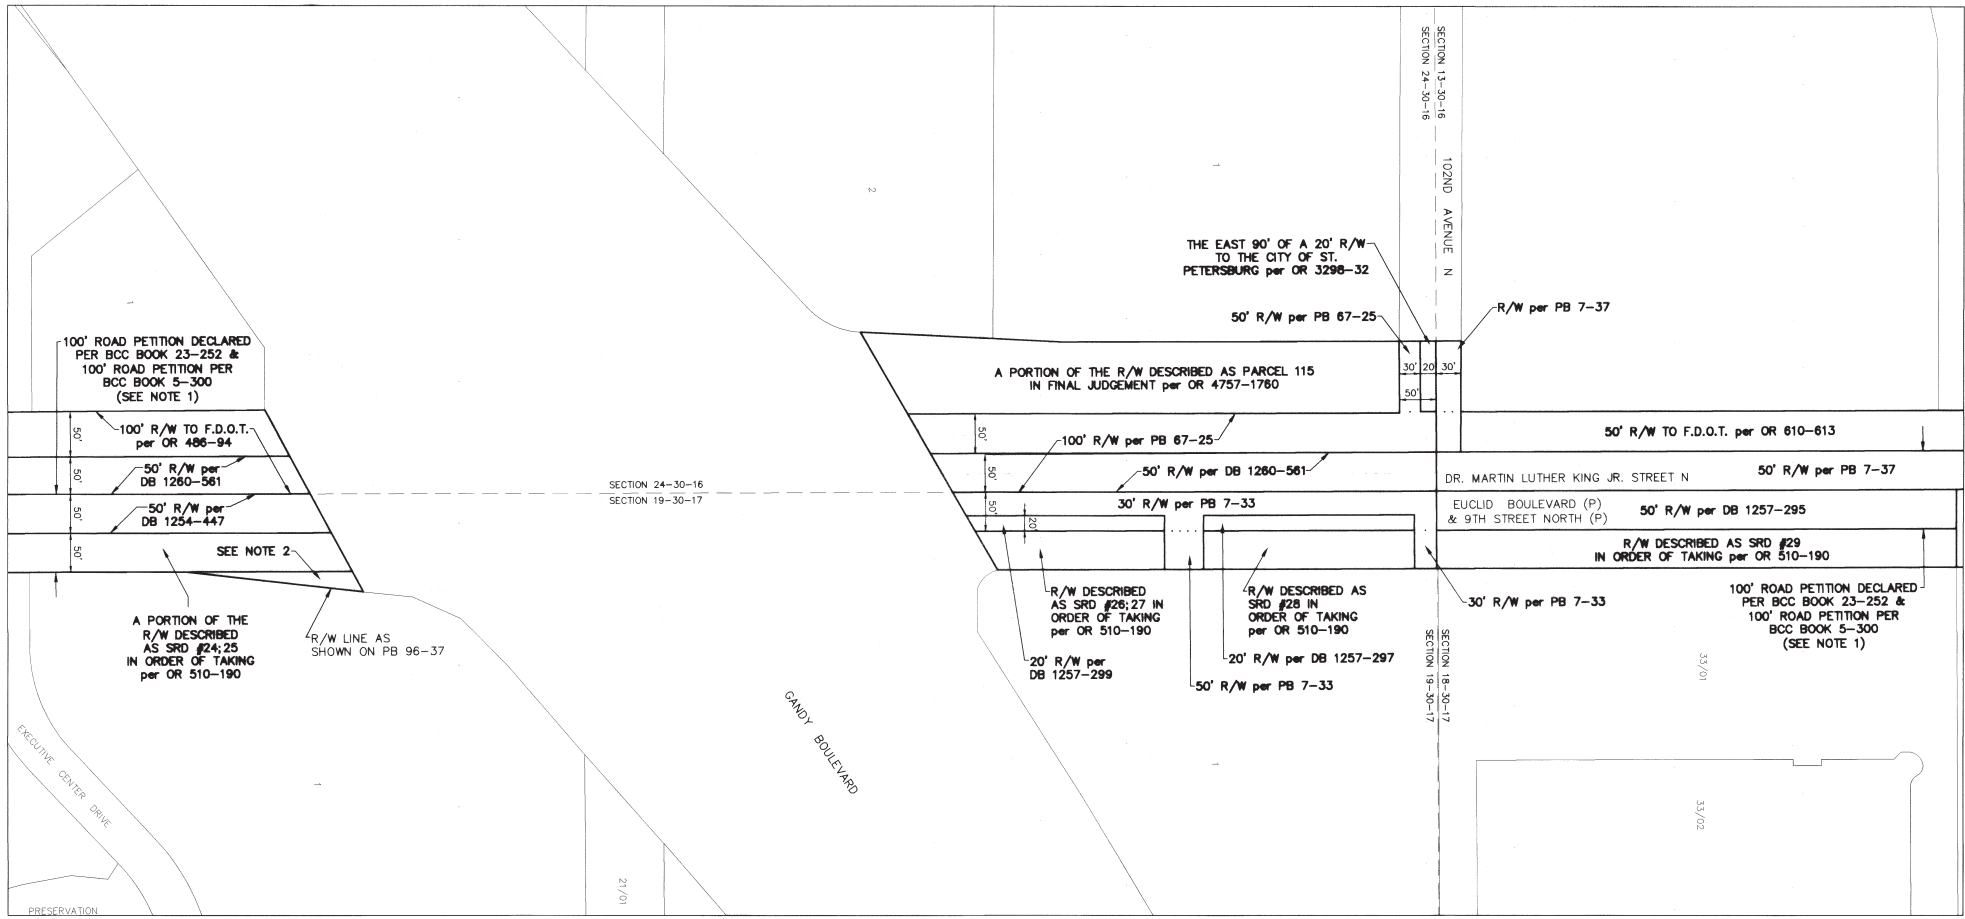 SECTION 13-30-16
SECTION 24-30-16
102ND AVENUE N
1
2
THE EAST 90' OF A 20' R/W
TO THE CITY OF ST.
PETERSBURG per OR 3298-32
50' R/W per PB 67-25
R/W per PB 7-37
1
100' ROAD PETITION DECLARED
PER BCC BOOK 23-252 &
100' ROAD PETITION PER
BCC BOOK 5-300
(SEE NOTE 1)
A PORTION OF THE R/W DESCRIBED AS PARCEL 115
IN FINAL JUDGEMENT per OR 4757-1760
30'
20'
30'
50'
50'
100' R/W TO F.D.O.T.
per OR 486-94
50'
100' R/W per PB 67-25
50' R/W TO F.D.O.T. per OR 610-613
50'
50' R/W per
DB 1260-561
50'
50' R/W per DB 1260-561
DR. MARTIN LUTHER KING JR. STREET N
50' R/W per PB 7-37
SECTION 24-30-16
SECTION 19-30-17
50'
50' R/W per
DB 1254-447
50'
30' R/W per PB 7-33
20'
EUCLID BOULEVARD (P)
& 9TH STREET NORTH (P)
50' R/W per DB 1257-295
50'
SEE NOTE 2
R/W DESCRIBED AS SRD #29
IN ORDER OF TAKING per OR 510-190
A PORTION OF THE
R/W DESCRIBED
AS SRD #24;25
IN ORDER OF TAKING
per OR 510-190
R/W LINE AS
SHOWN ON PB 96-37
R/W DESCRIBED
AS SRD #26;27 IN
ORDER OF TAKING
per OR 510-190
R/W DESCRIBED AS
SRD #28 IN
ORDER OF TAKING
per OR 510-190
30' R/W per PB 7-33
100' ROAD PETITION DECLARED
PER BCC BOOK 23-252 &
100' ROAD PETITION PER
BCC BOOK 5-300
(SEE NOTE 1)
20' R/W per
DB 1257-299
20' R/W per DB 1257-297
50' R/W per PB 7-33
SECTION 18-30-17
SECTION 19-30-17
33/01
GANDY BOULEVARD
EXECUTIVE CENTER DRIVE
1
1
33/02
21/01
PRESERVATION